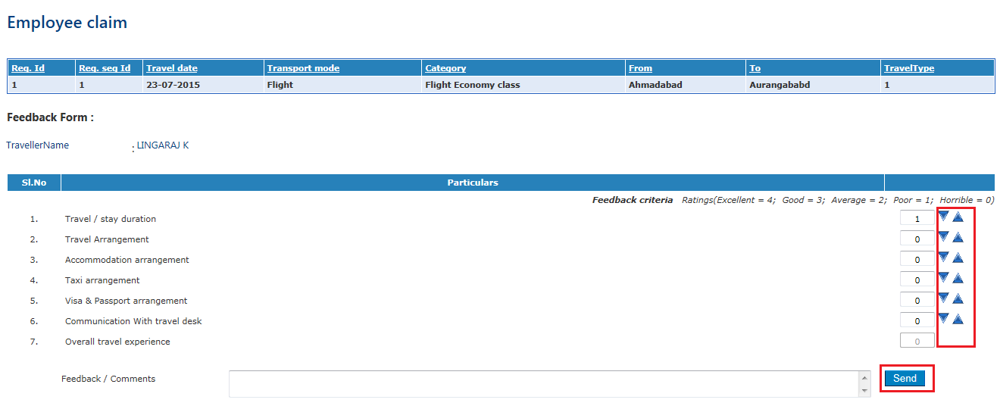 Employee claim
Req. Id Req. seq Id Travel date Transport mode Category From To TravelType
1 1 23-07-2015 Flight Flight Economy class Ahmadabad Aurangababd 1
Feedback Form :
TravellerName : LINGARAJ K
Sl.No Particulars
Feedback criteria Ratings(Excellent = 4; Good = 3; Average = 2; Poor = 1; Horrible = 0)
1. Travel / stay duration 1
2. Travel Arrangement 0
3. Accommodation arrangement 0
4. Taxi arrangement 0
5. Visa & Passport arrangement 0
6. Communication With travel desk 0
7. Overall travel experience 0
Feedback / Comments Send